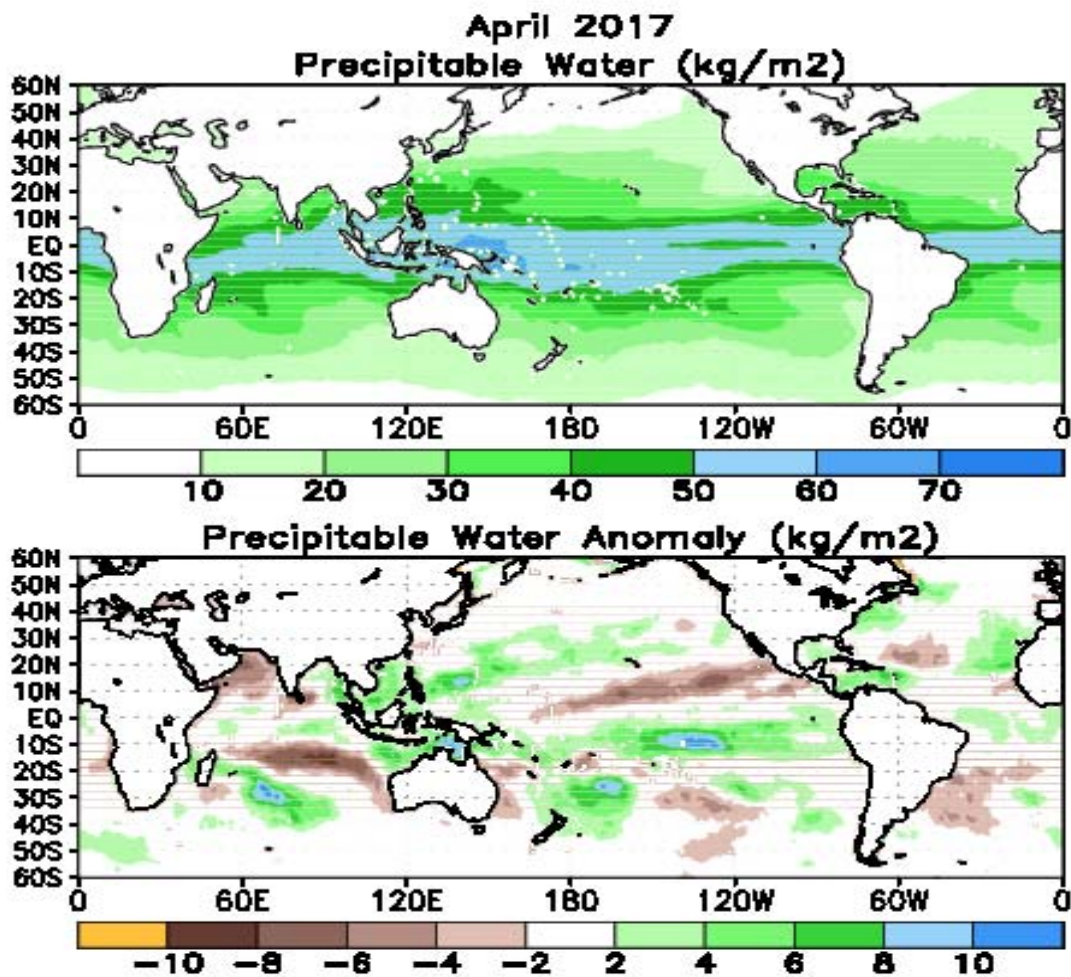 April 2017
Precipitable Water (kg/m2)
60N
50N
40N
30N
20N
10N
EQ
10S
20S
30S
40S
50S
60S
0 60E 120E 180 120W 60W 0
10 20 30 40 50 60 70
Precipitable Water Anomaly (kg/m2)
60N
50N
40N
30N
20N
10N
EQ
10S
20S
30S
40S
50S
60S
0 60E 120E 180 120W 60W 0
-10 -8 -6 -4 -2 2 4 6 8 10